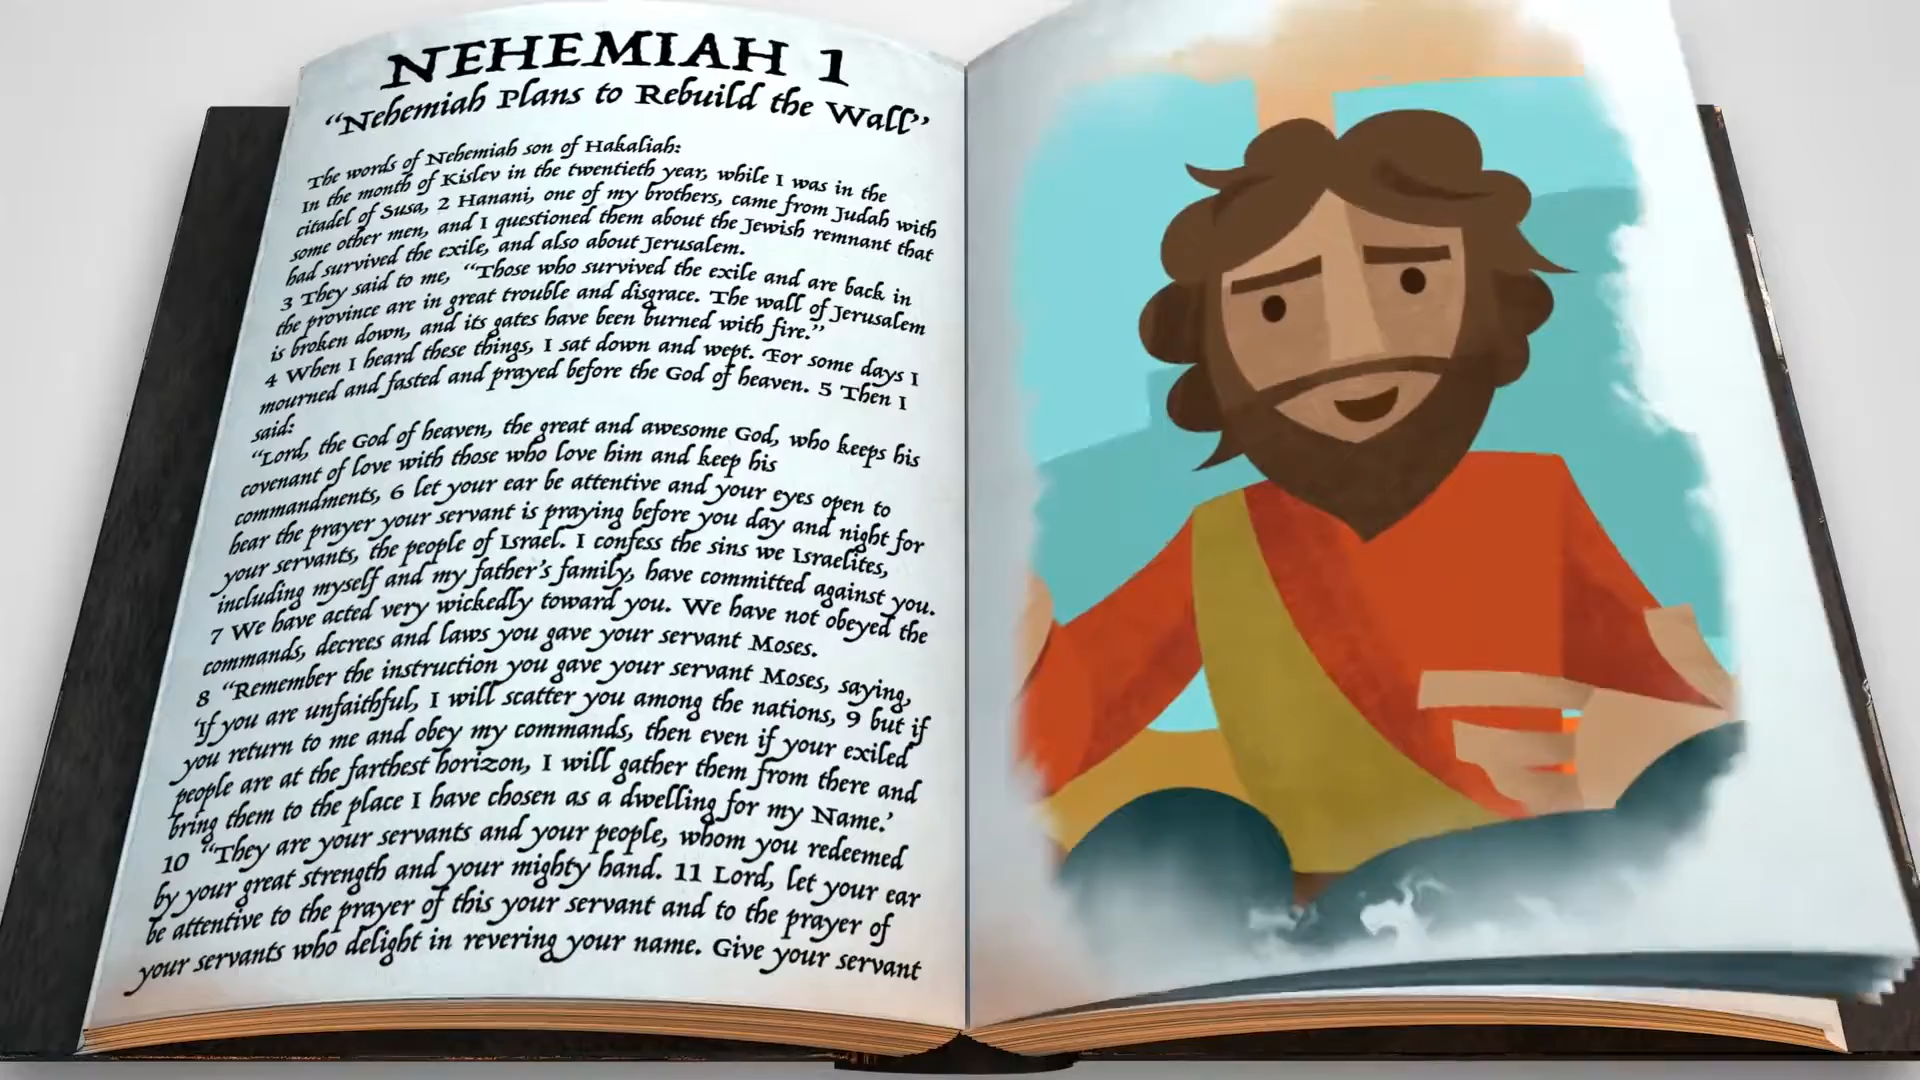 NEHEMIAH 1
“Nehemiah Plans to Rebuild the Wall”
The words of Nehemiah son of Hakaliah:
In the month of Kislev in the twentieth year, while I was in the
citadel of Susa, 2 Hanani, one of my brothers, came from Judah with
some other men, and I questioned them about the Jewish remnant that
had survived the exile, and also about Jerusalem.
3 They said to me, “Those who survived the exile and are back in
the province are in great trouble and disgrace. The wall of Jerusalem
is broken down, and its gates have been burned with fire.”
4 When I heard these things, I sat down and wept. For some days I
mourned and fasted and prayed before the God of heaven. 5 Then I
said:
“Lord, the God of heaven, the great and awesome God, who keeps his
covenant of love with those who love him and keep his
commandments, 6 let your ear be attentive and your eyes open to
hear the prayer your servant is praying before you day and night for
your servants, the people of Israel. I confess the sins we Israelites,
including myself and my father’s family, have committed against you.
7 We have acted very wickedly toward you. We have not obeyed the
commands, decrees and laws you gave your servant Moses.
8 “Remember the instruction you gave your servant Moses, saying,
‘If you are unfaithful, I will scatter you among the nations, 9 but if
you return to me and obey my commands, then even if your exiled
people are at the farthest horizon, I will gather them from there and
bring them to the place I have chosen as a dwelling for my Name.’
10 “They are your servants and your people, whom you redeemed
by your great strength and your mighty hand. 11 Lord, let your ear
be attentive to the prayer of this your servant and to the prayer of
your servants who delight in revering your name. Give your servant